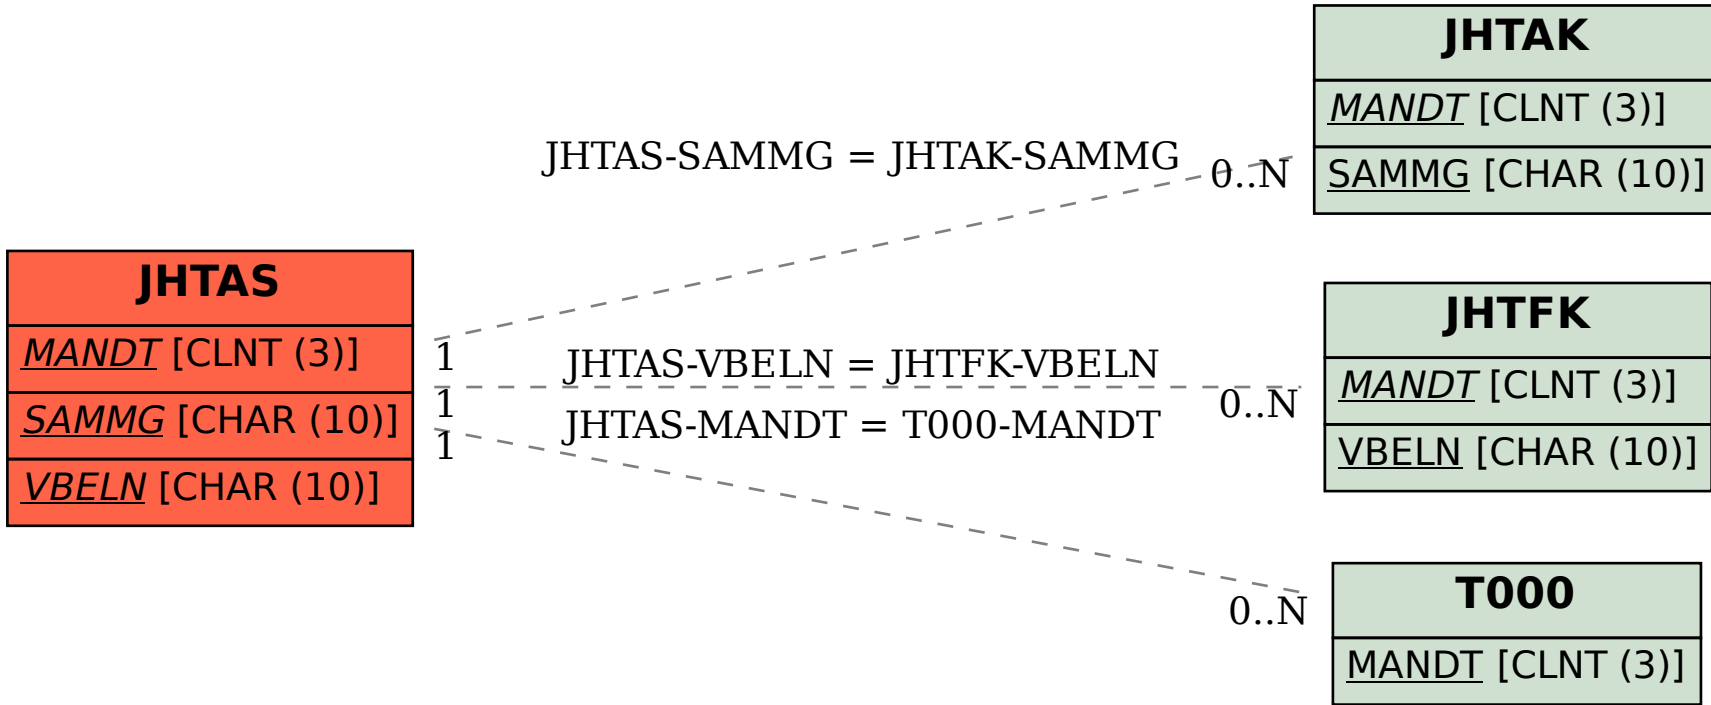 JHTAK
MANDT [CLNT (3)]
SAMMG [CHAR (10)]
JHTAS-SAMMG = JHTAK-SAMMG
0..N
JHTAS
MANDT [CLNT (3)]
SAMMG [CHAR (10)]
VBELN [CHAR (10)]
1
1
1
JHTAS-VBELN = JHTFK-VBELN
0..N
JHTAS-MANDT = T000-MANDT
0..N
JHTFK
MANDT [CLNT (3)]
VBELN [CHAR (10)]
T000
MANDT [CLNT (3)]